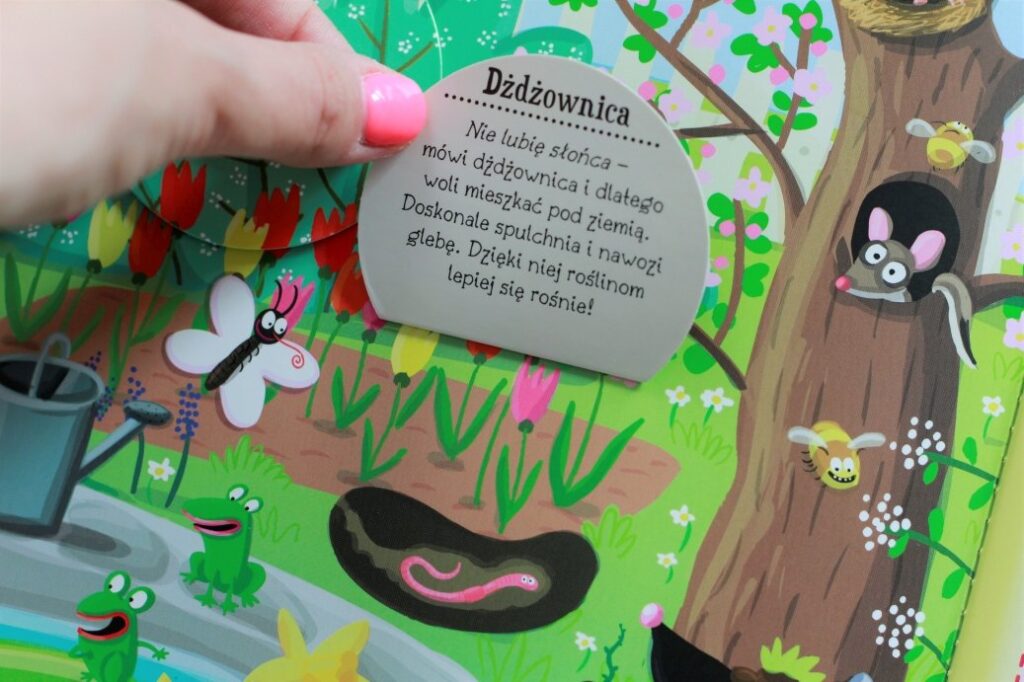 Dżdżownica
Nie lubię słońca –
mówi dżdżownica i dlatego
woli mieszkać pod ziemią.
Doskonale spulchnia i nawozi
glebę. Dzięki niej roślinom
lepiej się rośnie!